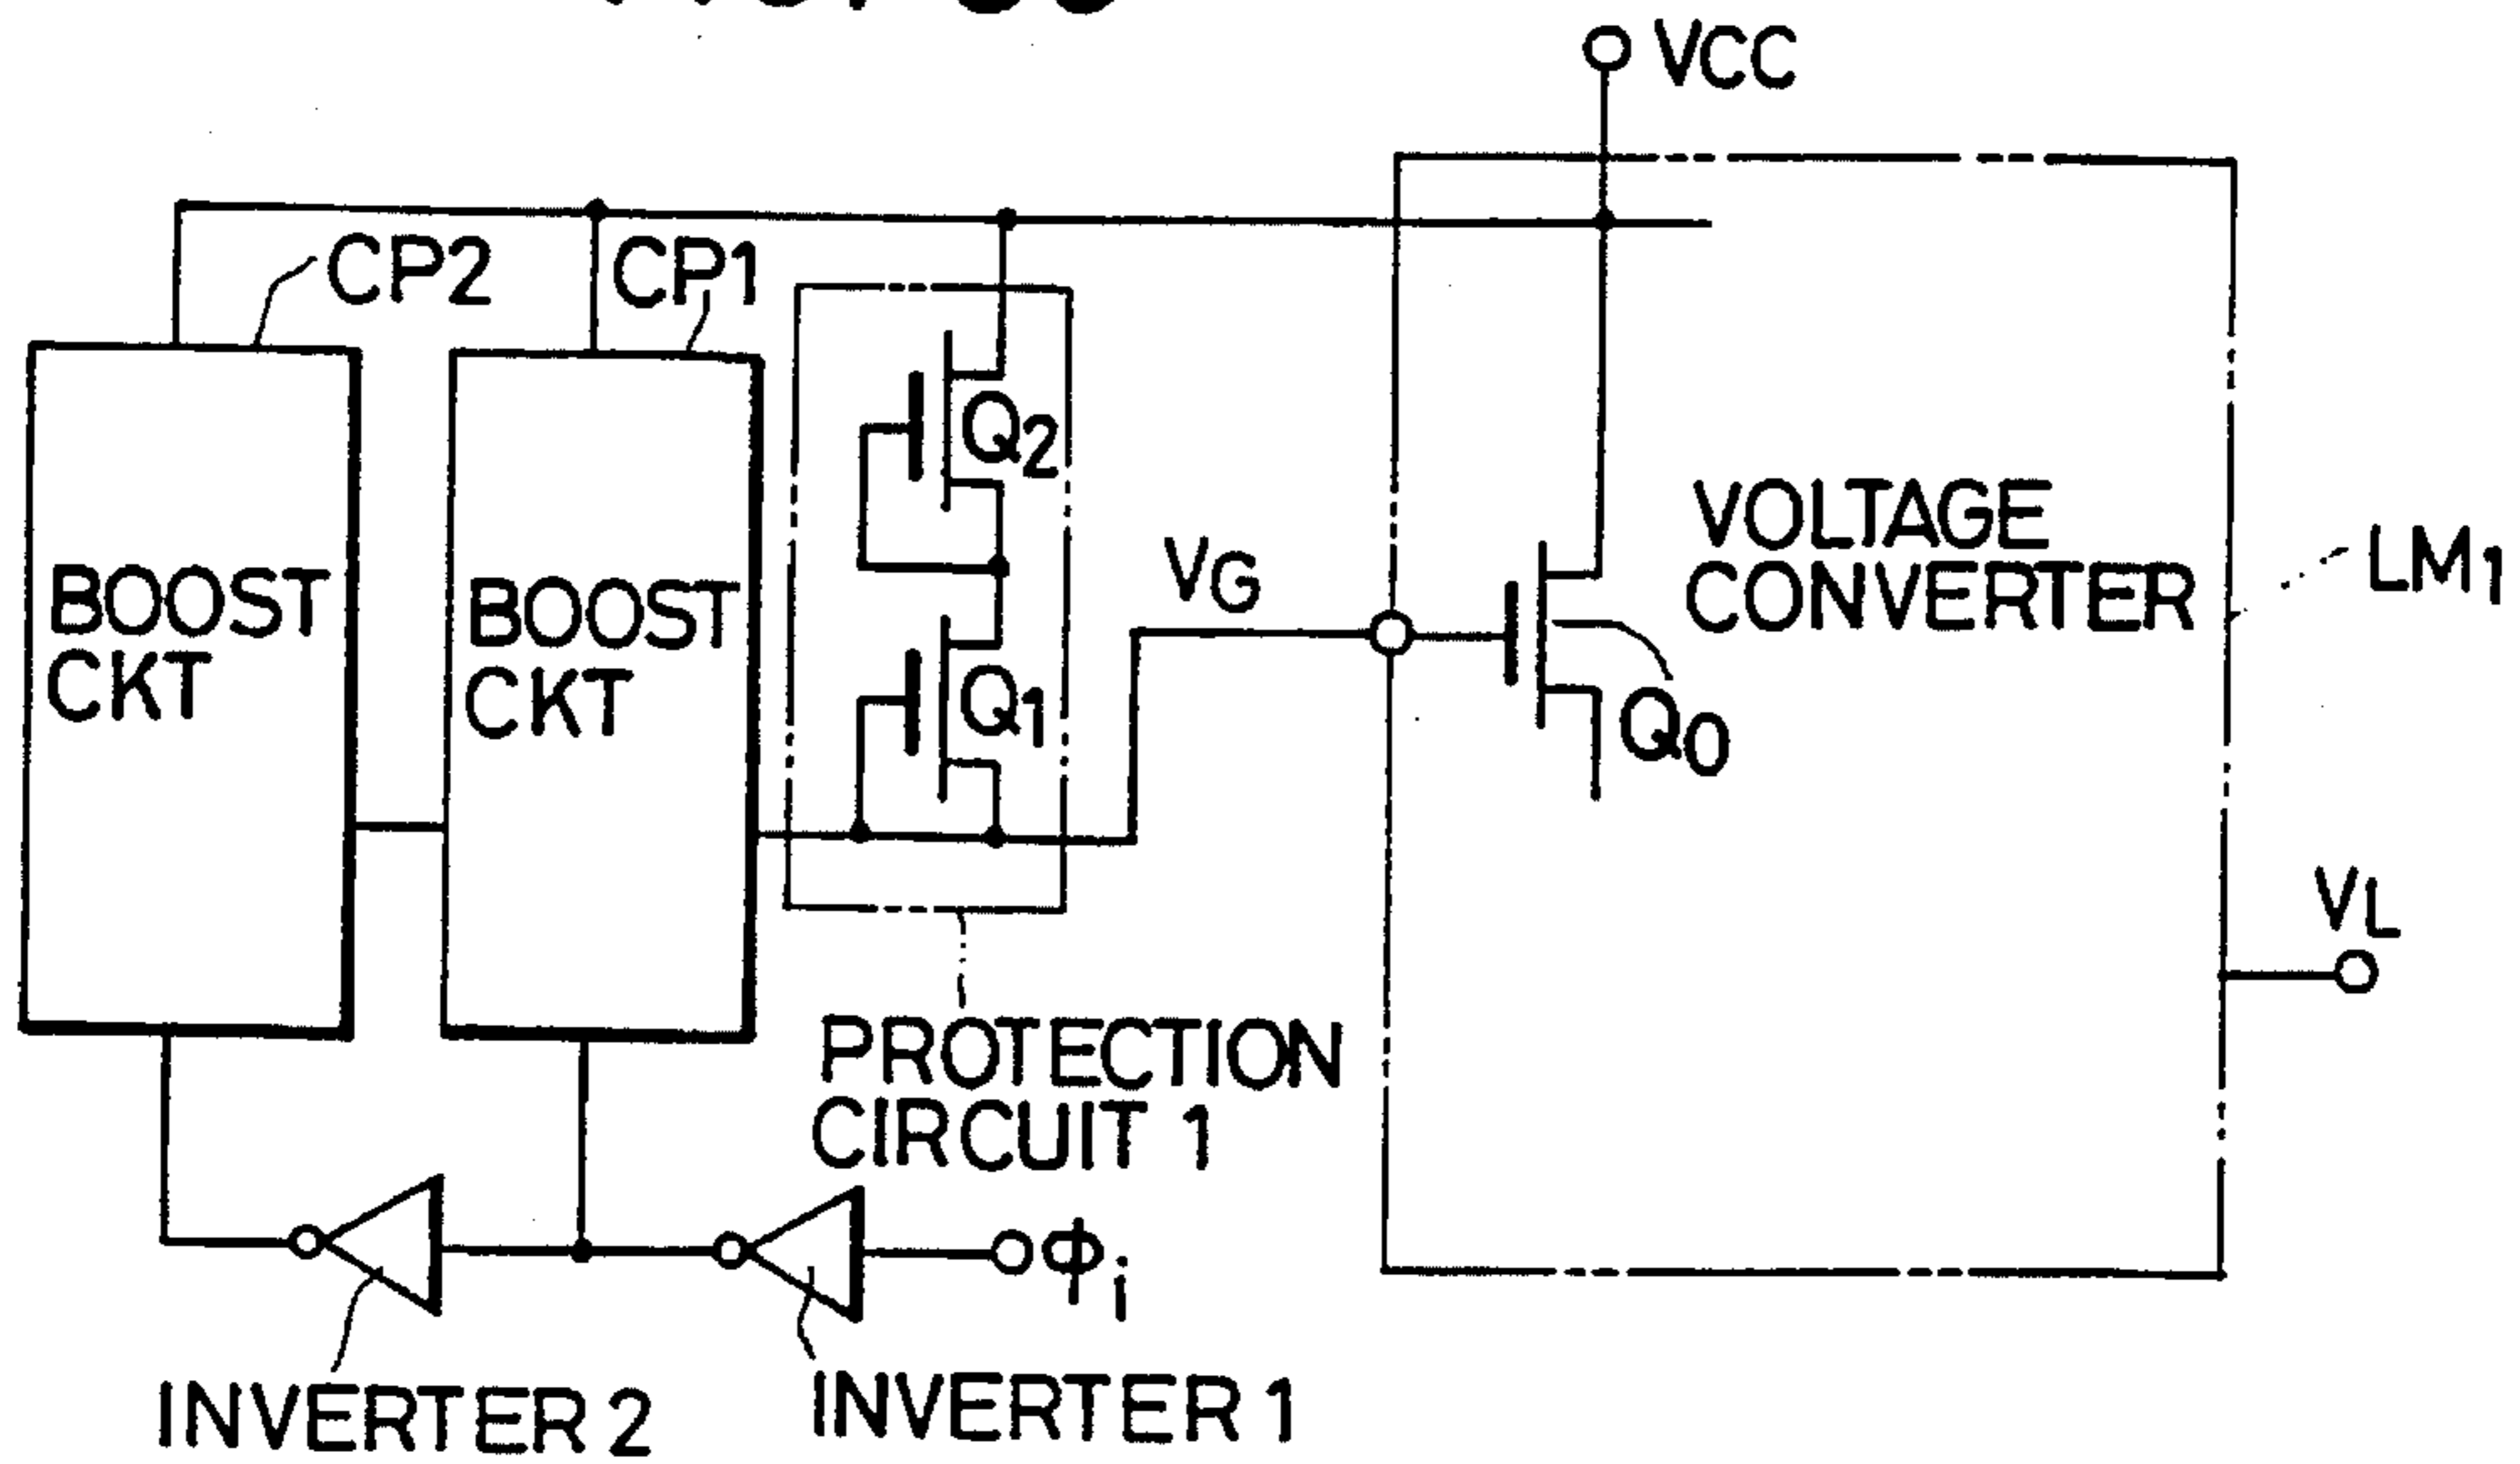 VCC
CP2
CP1
Q2
VOLTAGE
CONVERTER
LM1
BOOST
CKT
BOOST
CKT
VG
Q1
Q0
VL
PROTECTION
CIRCUIT 1
ϕi
INVERTER 2
INVERTER 1